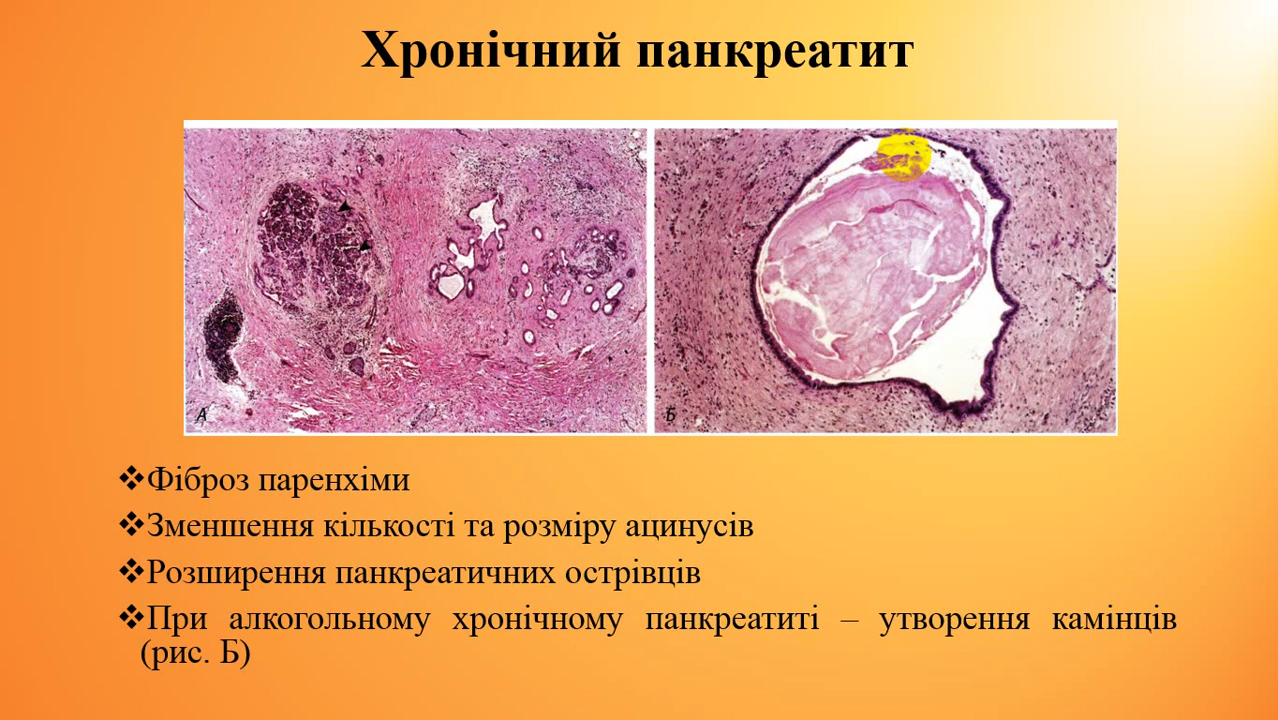 Хронічний панкреатит
А
Б
❖Фіброз паренхіми
❖Зменшення кількості та розміру ацинусів
❖Розширення панкреатичних острівців
❖При алкогольному хронічному панкреатиті – утворення камінців
(рис. Б)